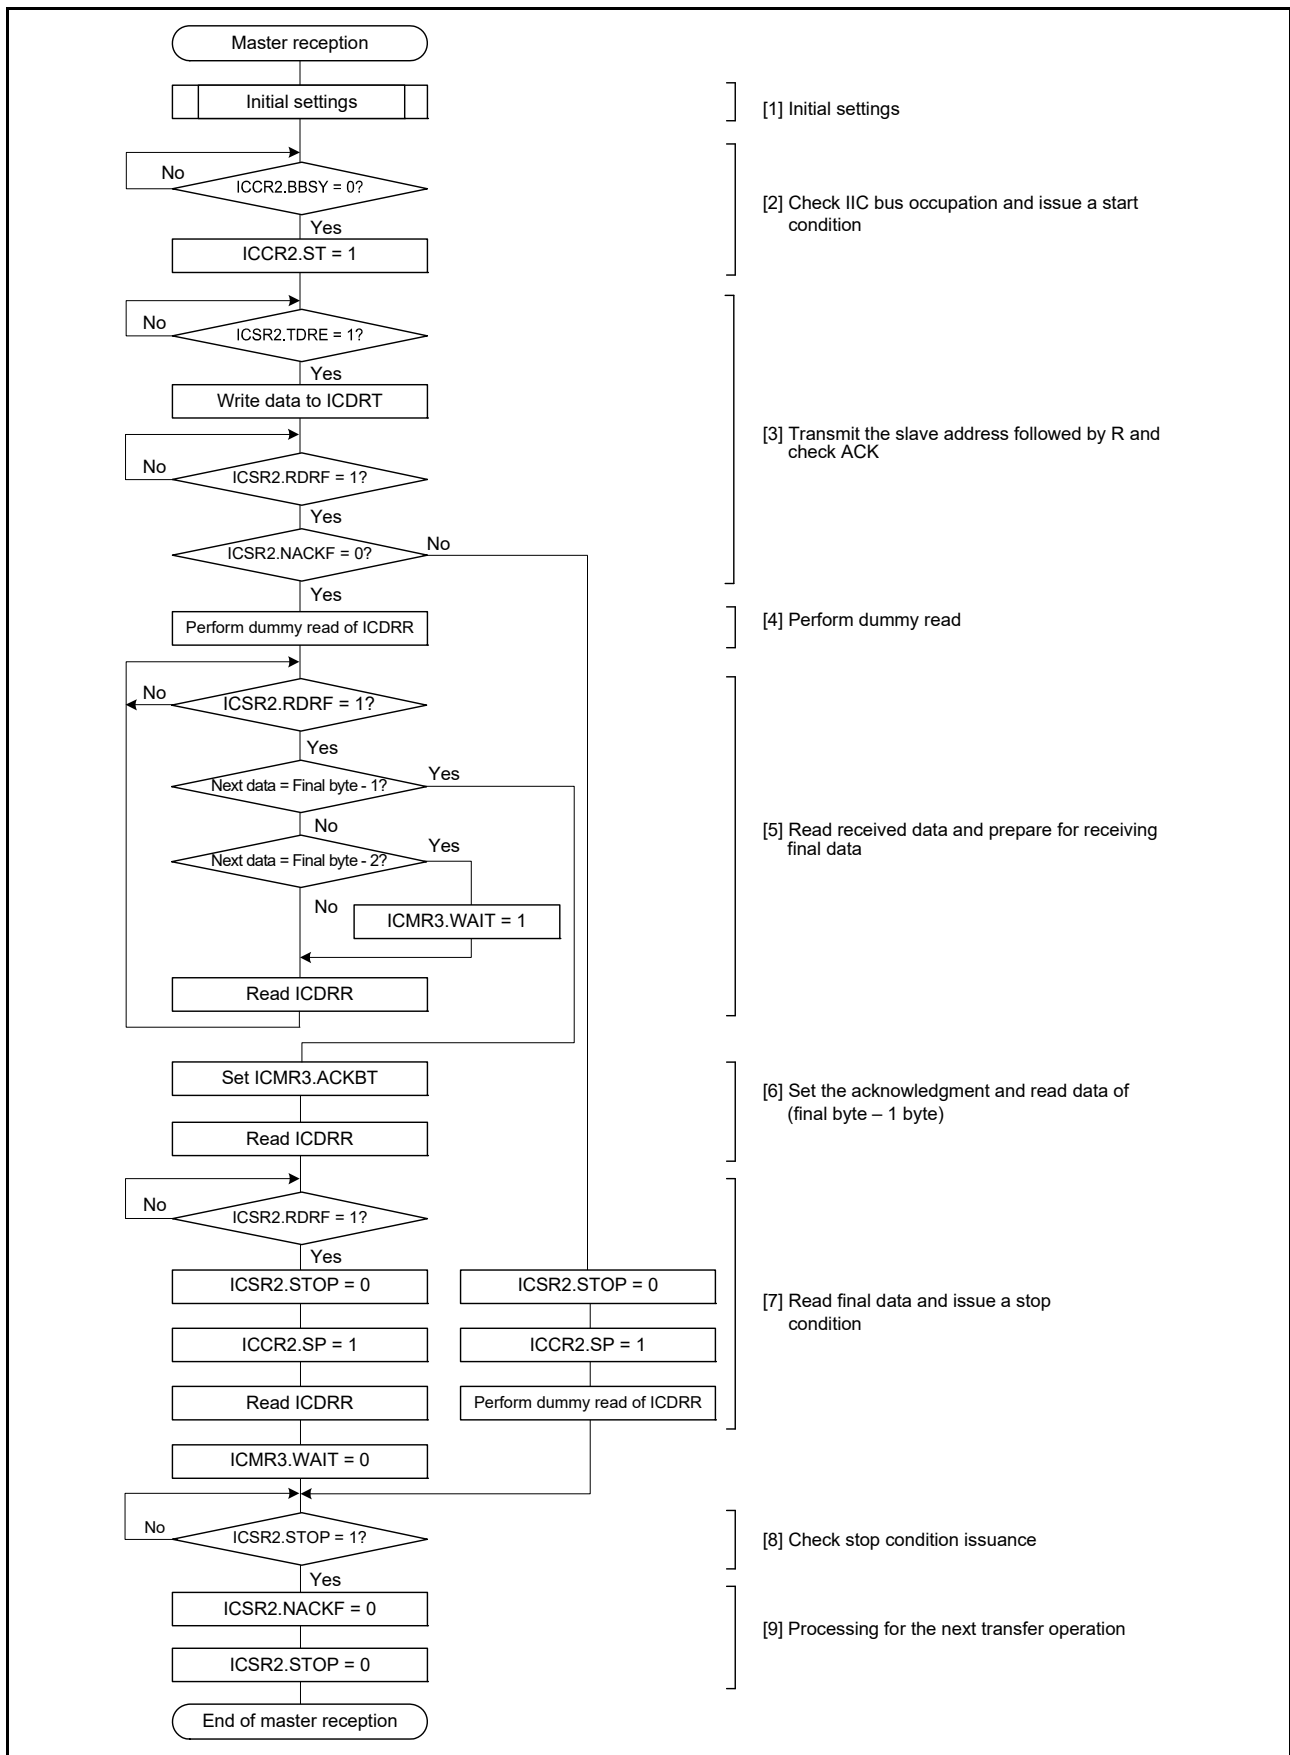 Master reception
Initial settings
[1] Initial settings
No
ICCR2.BBSY = 0?
[2] Check IIC bus occupation and issue a start
condition
Yes
ICCR2.ST = 1
No
ICSR2.TDRE = 1?
Yes
Write data to ICDRT
[3] Transmit the slave address followed by R and
check ACK
No
ICSR2.RDRF = 1?
Yes
ICSR2.NACKF = 0?
No
Yes
Perform dummy read of ICDRR
[4] Perform dummy read
No
ICSR2.RDRF = 1?
Yes
Next data = Final byte - 1?
Yes
No
[5] Read received data and prepare for receiving
final data
Next data = Final byte - 2?
Yes
No
ICMR3.WAIT = 1
Read ICDRR
Set ICMR3.ACKBT
[6] Set the acknowledgment and read data of
(final byte – 1 byte)
Read ICDRR
No
ICSR2.RDRF = 1?
Yes
ICSR2.STOP = 0
ICSR2.STOP = 0
[7] Read final data and issue a stop
condition
ICCR2.SP = 1
ICCR2.SP = 1
Read ICDRR
Perform dummy read of ICDRR
ICMR3.WAIT = 0
No
ICSR2.STOP = 1?
[8] Check stop condition issuance
Yes
ICSR2.NACKF = 0
[9] Processing for the next transfer operation
ICSR2.STOP = 0
End of master reception